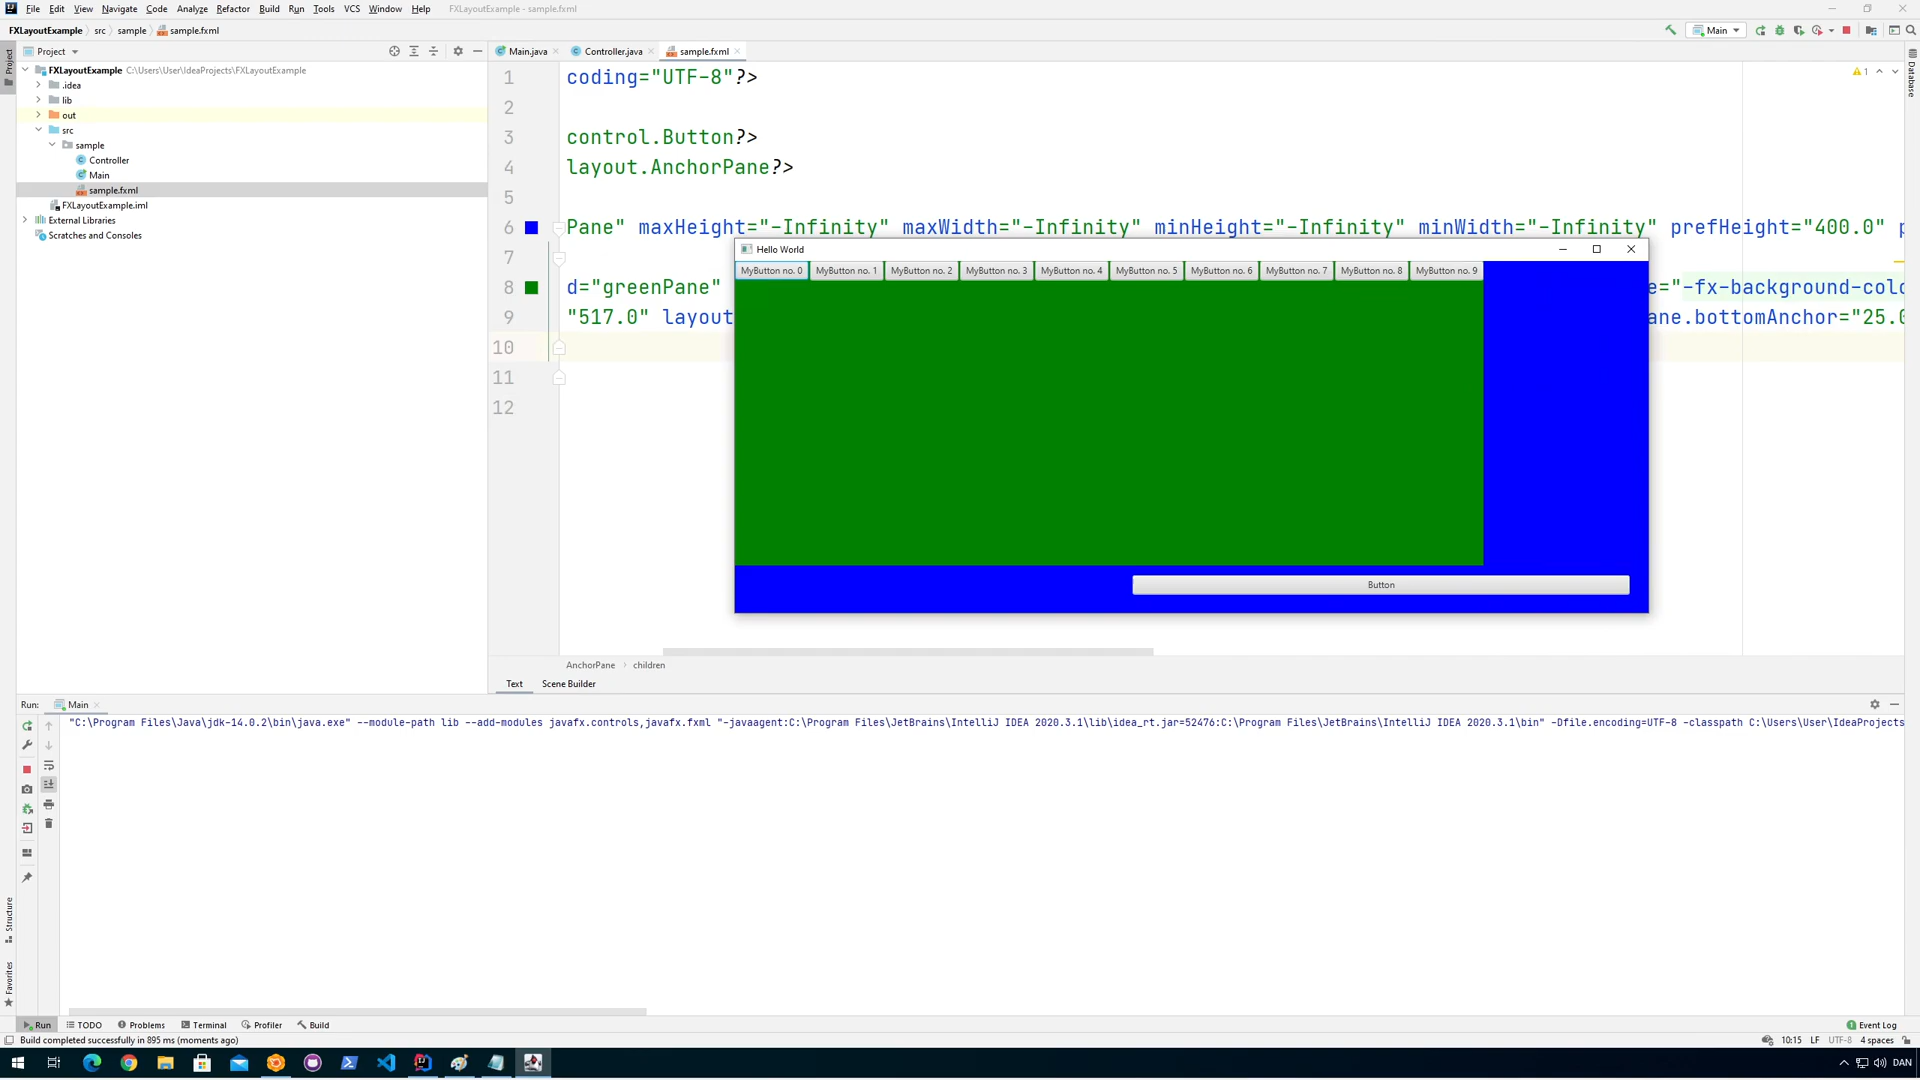 File Edit View Navigate Code Analyze Refactor Build Run Tools VCS Window Help FXLayoutExample - sample.fxml
FXLayoutExample src sample sample.fxml
Main
Project
Main.java Controller.java sample.fxml
FXLayoutExample C:\Users\User\IdeaProjects\FXLayoutExample
.idea
lib
out
src
sample
Controller
Main
sample.fxml
FXLayoutExample.iml
External Libraries
Scratches and Consoles
Project
Structure
Favorites
Database
1
1 coding="UTF-8"?>
2
3 control.Button?>
4 layout.AnchorPane?>
5
6 Pane" maxHeight="-Infinity" maxWidth="-Infinity" minHeight="-Infinity" minWidth="-Infinity" prefHeight="400.0"
7
8 d="greenPane" e="-fx-background-colo
9 "517.0" layout ane.bottomAnchor="25.0
10
11
12
Hello World
MyButton no. 0 MyButton no. 1 MyButton no. 2 MyButton no. 3 MyButton no. 4 MyButton no. 5 MyButton no. 6 MyButton no. 7 MyButton no. 8 MyButton no. 9
Button
AnchorPane children
Text Scene Builder
Run: Main
"C:\Program Files\Java\jdk-14.0.2\bin\java.exe" --module-path lib --add-modules javafx.controls,javafx.fxml "-javaagent:C:\Program Files\JetBrains\IntelliJ IDEA 2020.3.1\lib\idea_rt.jar=52476:C:\Program Files\JetBrains\IntelliJ IDEA 2020.3.1\bin" -Dfile.encoding=UTF-8 -classpath C:\Users\User\IdeaProjects
Run TODO Problems Terminal Profiler Build
1 Event Log
Build completed successfully in 895 ms (moments ago)
10:15 LF UTF-8 4 spaces
DAN